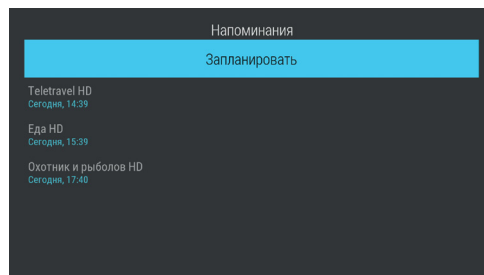 Напоминания
Запланировать
Teletravel HD
Сегодня, 14:39
Еда HD
Сегодня, 15:39
Охотник и рыболов HD
Сегодня, 17:40